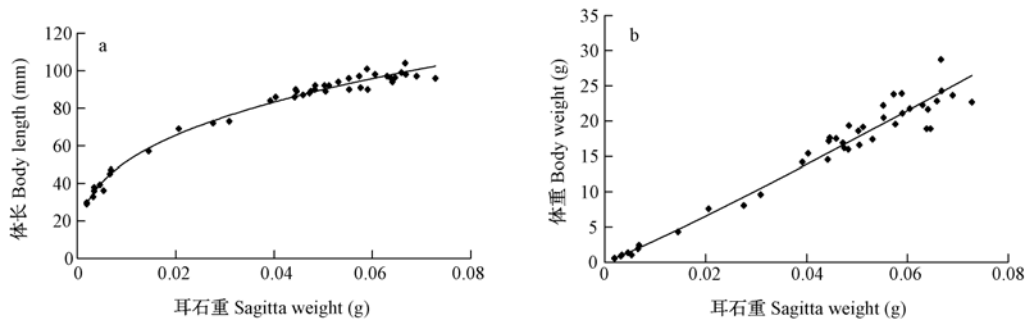 a
120
100
80
60
40
20
0
体长 Body length (mm)
0 0.02 0.04 0.06 0.08
耳石重 Sagitta weight (g)
b
35
30
25
20
15
10
5
0
体重 Body weight (g)
0 0.02 0.04 0.06 0.08
耳石重 Sagitta weight (g)